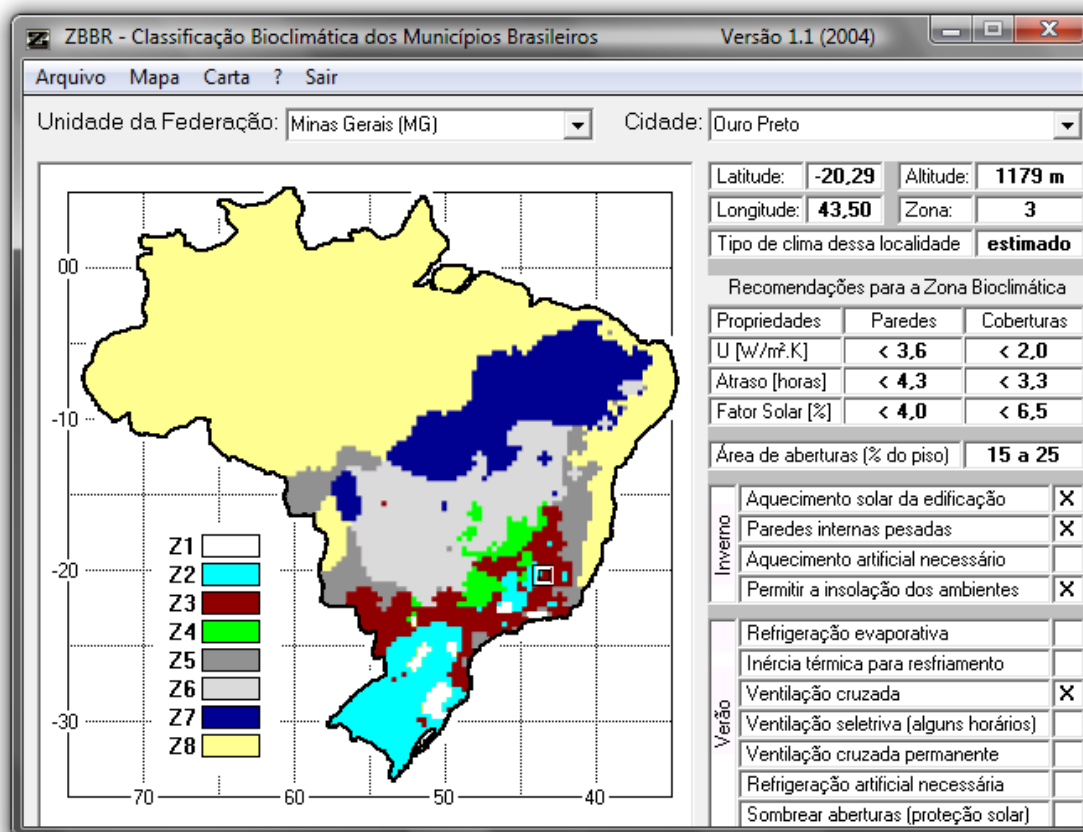 ZBBR - Classificação Bioclimática dos Municípios Brasileiros Versão 1.1 (2004)
Arquivo Mapa Carta ? Sair
Unidade da Federação: Minas Gerais (MG) Cidade: Ouro Preto
Latitude: -20,29 Altitude: 1179 m
Longitude: 43,50 Zona: 3
Tipo de clima dessa localidade estimado
Recomendações para a Zona Bioclimática
Propriedades Paredes Coberturas
U [W/m².K] < 3,6 < 2,0
Atraso [horas] < 4,3 < 3,3
Fator Solar [%] < 4,0 < 6,5
Área de aberturas (% do piso) 15 a 25
Inverno
Aquecimento solar da edificação X
Paredes internas pesadas X
Aquecimento artificial necessário
Permitir a insolação dos ambientes X
Verão
Refrigeração evaporativa
Inércia térmica para resfriamento
Ventilação cruzada X
Ventilação seletiva (alguns horários)
Ventilação cruzada permanente
Refrigeração artificial necessária
Sombrear aberturas (proteção solar)
00
-10
-20
-30
70 60 50 40
Z1
Z2
Z3
Z4
Z5
Z6
Z7
Z8